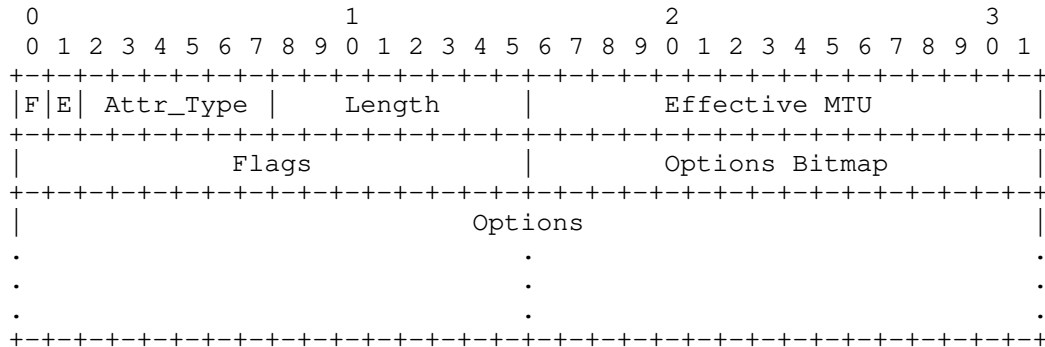 0                   1                   2                   3
 0 1 2 3 4 5 6 7 8 9 0 1 2 3 4 5 6 7 8 9 0 1 2 3 4 5 6 7 8 9 0 1
+-+-+-+-+-+-+-+-+-+-+-+-+-+-+-+-+-+-+-+-+-+-+-+-+-+-+-+-+-+-+-+-+
|F|E| Attr_Type |    Length     |         Effective MTU         |
+-+-+-+-+-+-+-+-+-+-+-+-+-+-+-+-+-+-+-+-+-+-+-+-+-+-+-+-+-+-+-+-+
|             Flags             |        Options Bitmap         |
+-+-+-+-+-+-+-+-+-+-+-+-+-+-+-+-+-+-+-+-+-+-+-+-+-+-+-+-+-+-+-+-+
|                            Options                            |
.                               .                               .
.                               .                               .
.                               .                               .
+-+-+-+-+-+-+-+-+-+-+-+-+-+-+-+-+-+-+-+-+-+-+-+-+-+-+-+-+-+-+-+-+